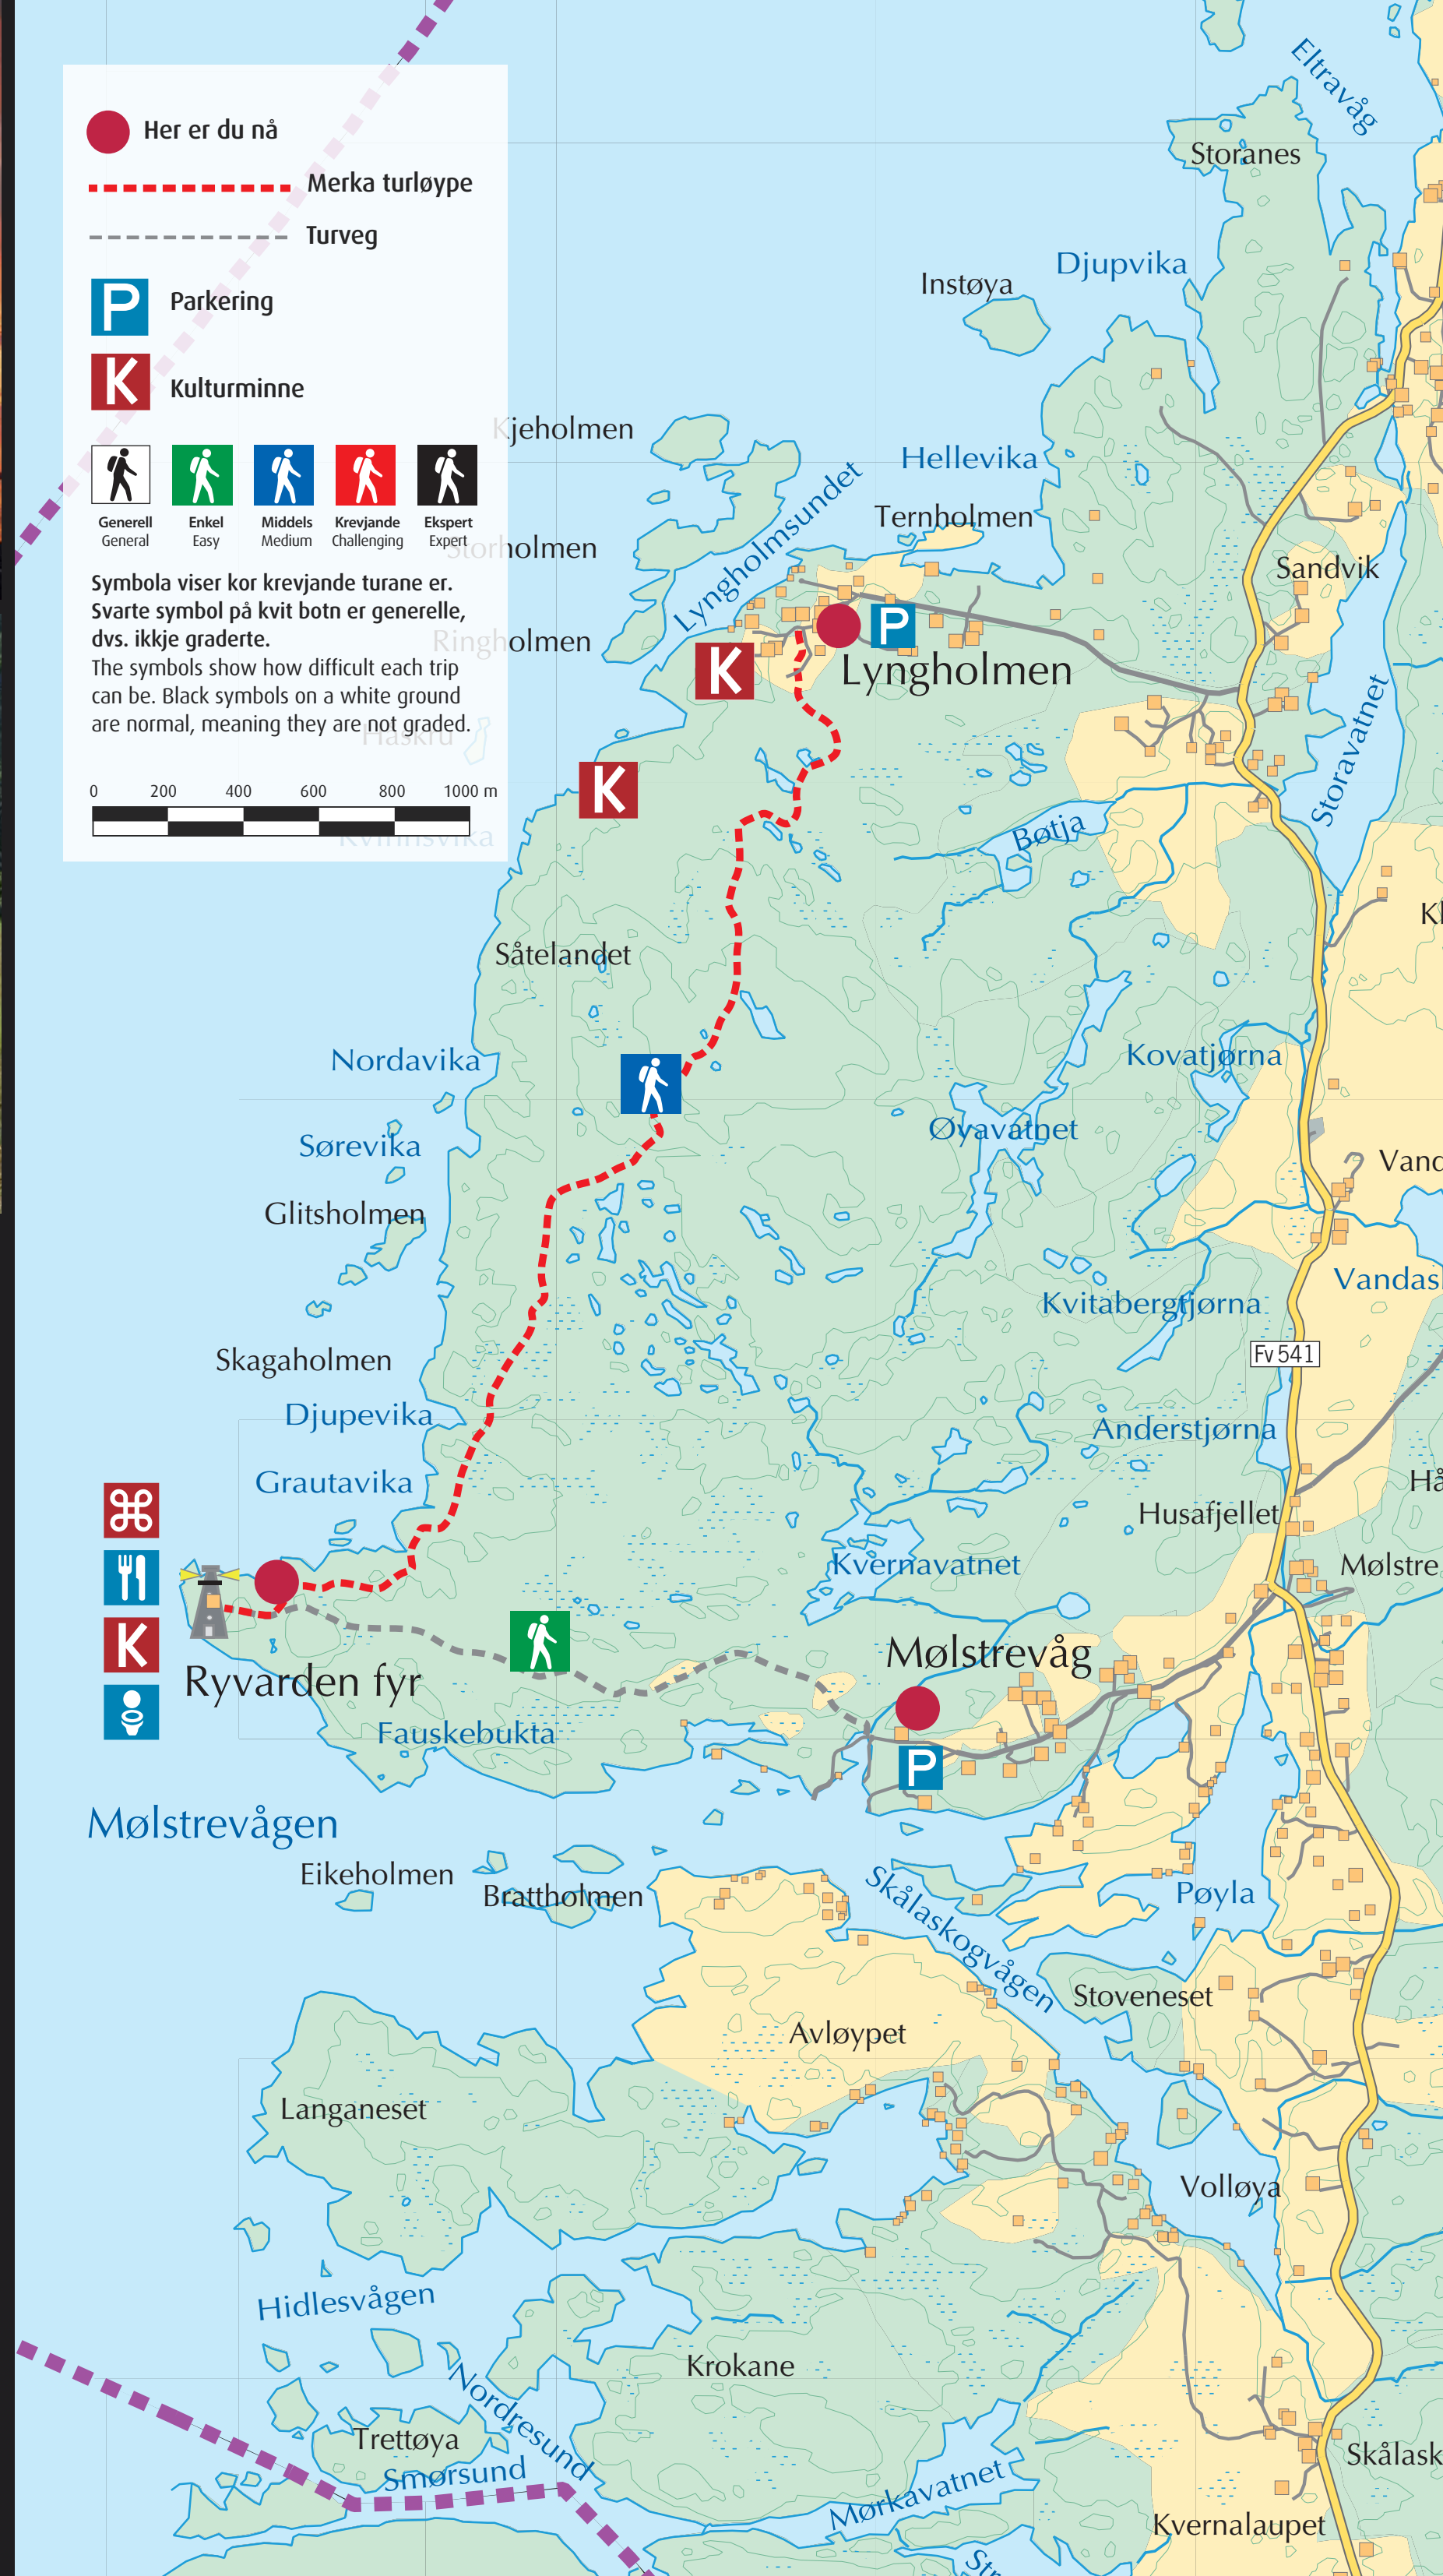 Her er du nå
Merka turløype
Turveg
P
Parkering
K
Kulturminne
Generell
General
Enkel
Easy
Middels
Medium
Krevjande
Challenging
Ekspert
Expert
Symbola viser kor krevjande turane er.
Svarte symbol på kvit botn er generelle,
dvs. ikkje graderte.
The symbols show how difficult each trip
can be. Black symbols on a white ground
are normal, meaning they are not graded.
0 200 400 600 800 1000 m
Eltravåg
Storanes
Djupvika
Instøya
Kjeholmen
Hellevika
Lyngholmsundet
Ternholmen
Storholmen
Sandvik
Ringholmen
P
K
Lyngholmen
Haskru
Storavatnet
K
Kvinnsvika
Bøtja
Såtelandet
Nordavika
Kovatjørna
Øvavatnet
Sørevika
Glitsholmen
Vandas
Kvitabergtjørna
Fv 541
Skagaholmen
Djupevika
Anderstjørna
Grautavika
Husafjellet
Kvernavatnet
Mølstre
K
Ryvarden fyr
Mølstrevåg
Fauskebukta
P
Mølstrevågen
Eikeholmen
Brattholmen
Skålaskogvågen
Pøyla
Stoveneset
Avløypet
Langaneset
Volløya
Hidlesvågen
Krokane
Nordresund
Trettøya
Smørsund
Mørkavatnet
Skålask
Kvernalaupet